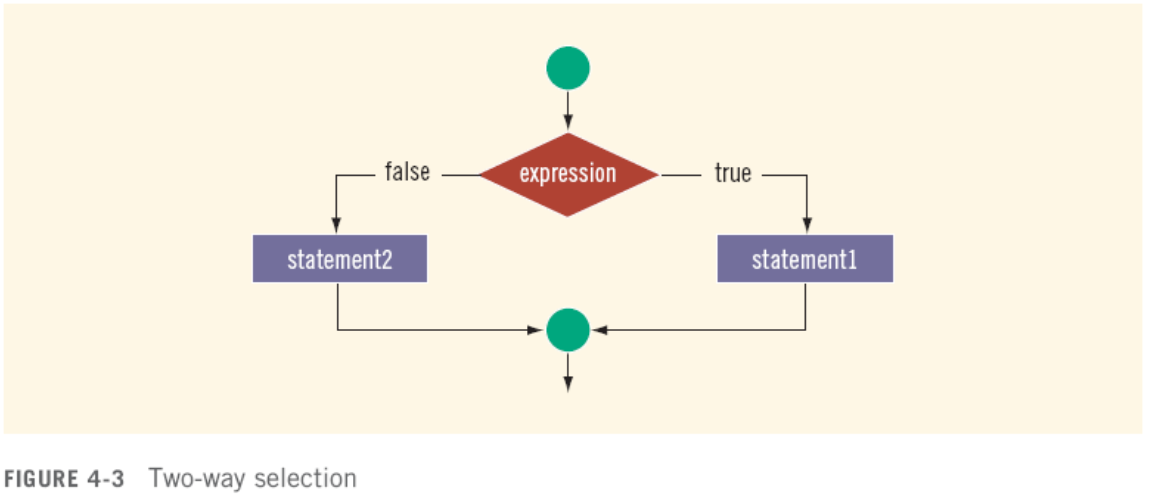 false
expression
true
statement2
statement1
FIGURE 4-3 Two-way selection